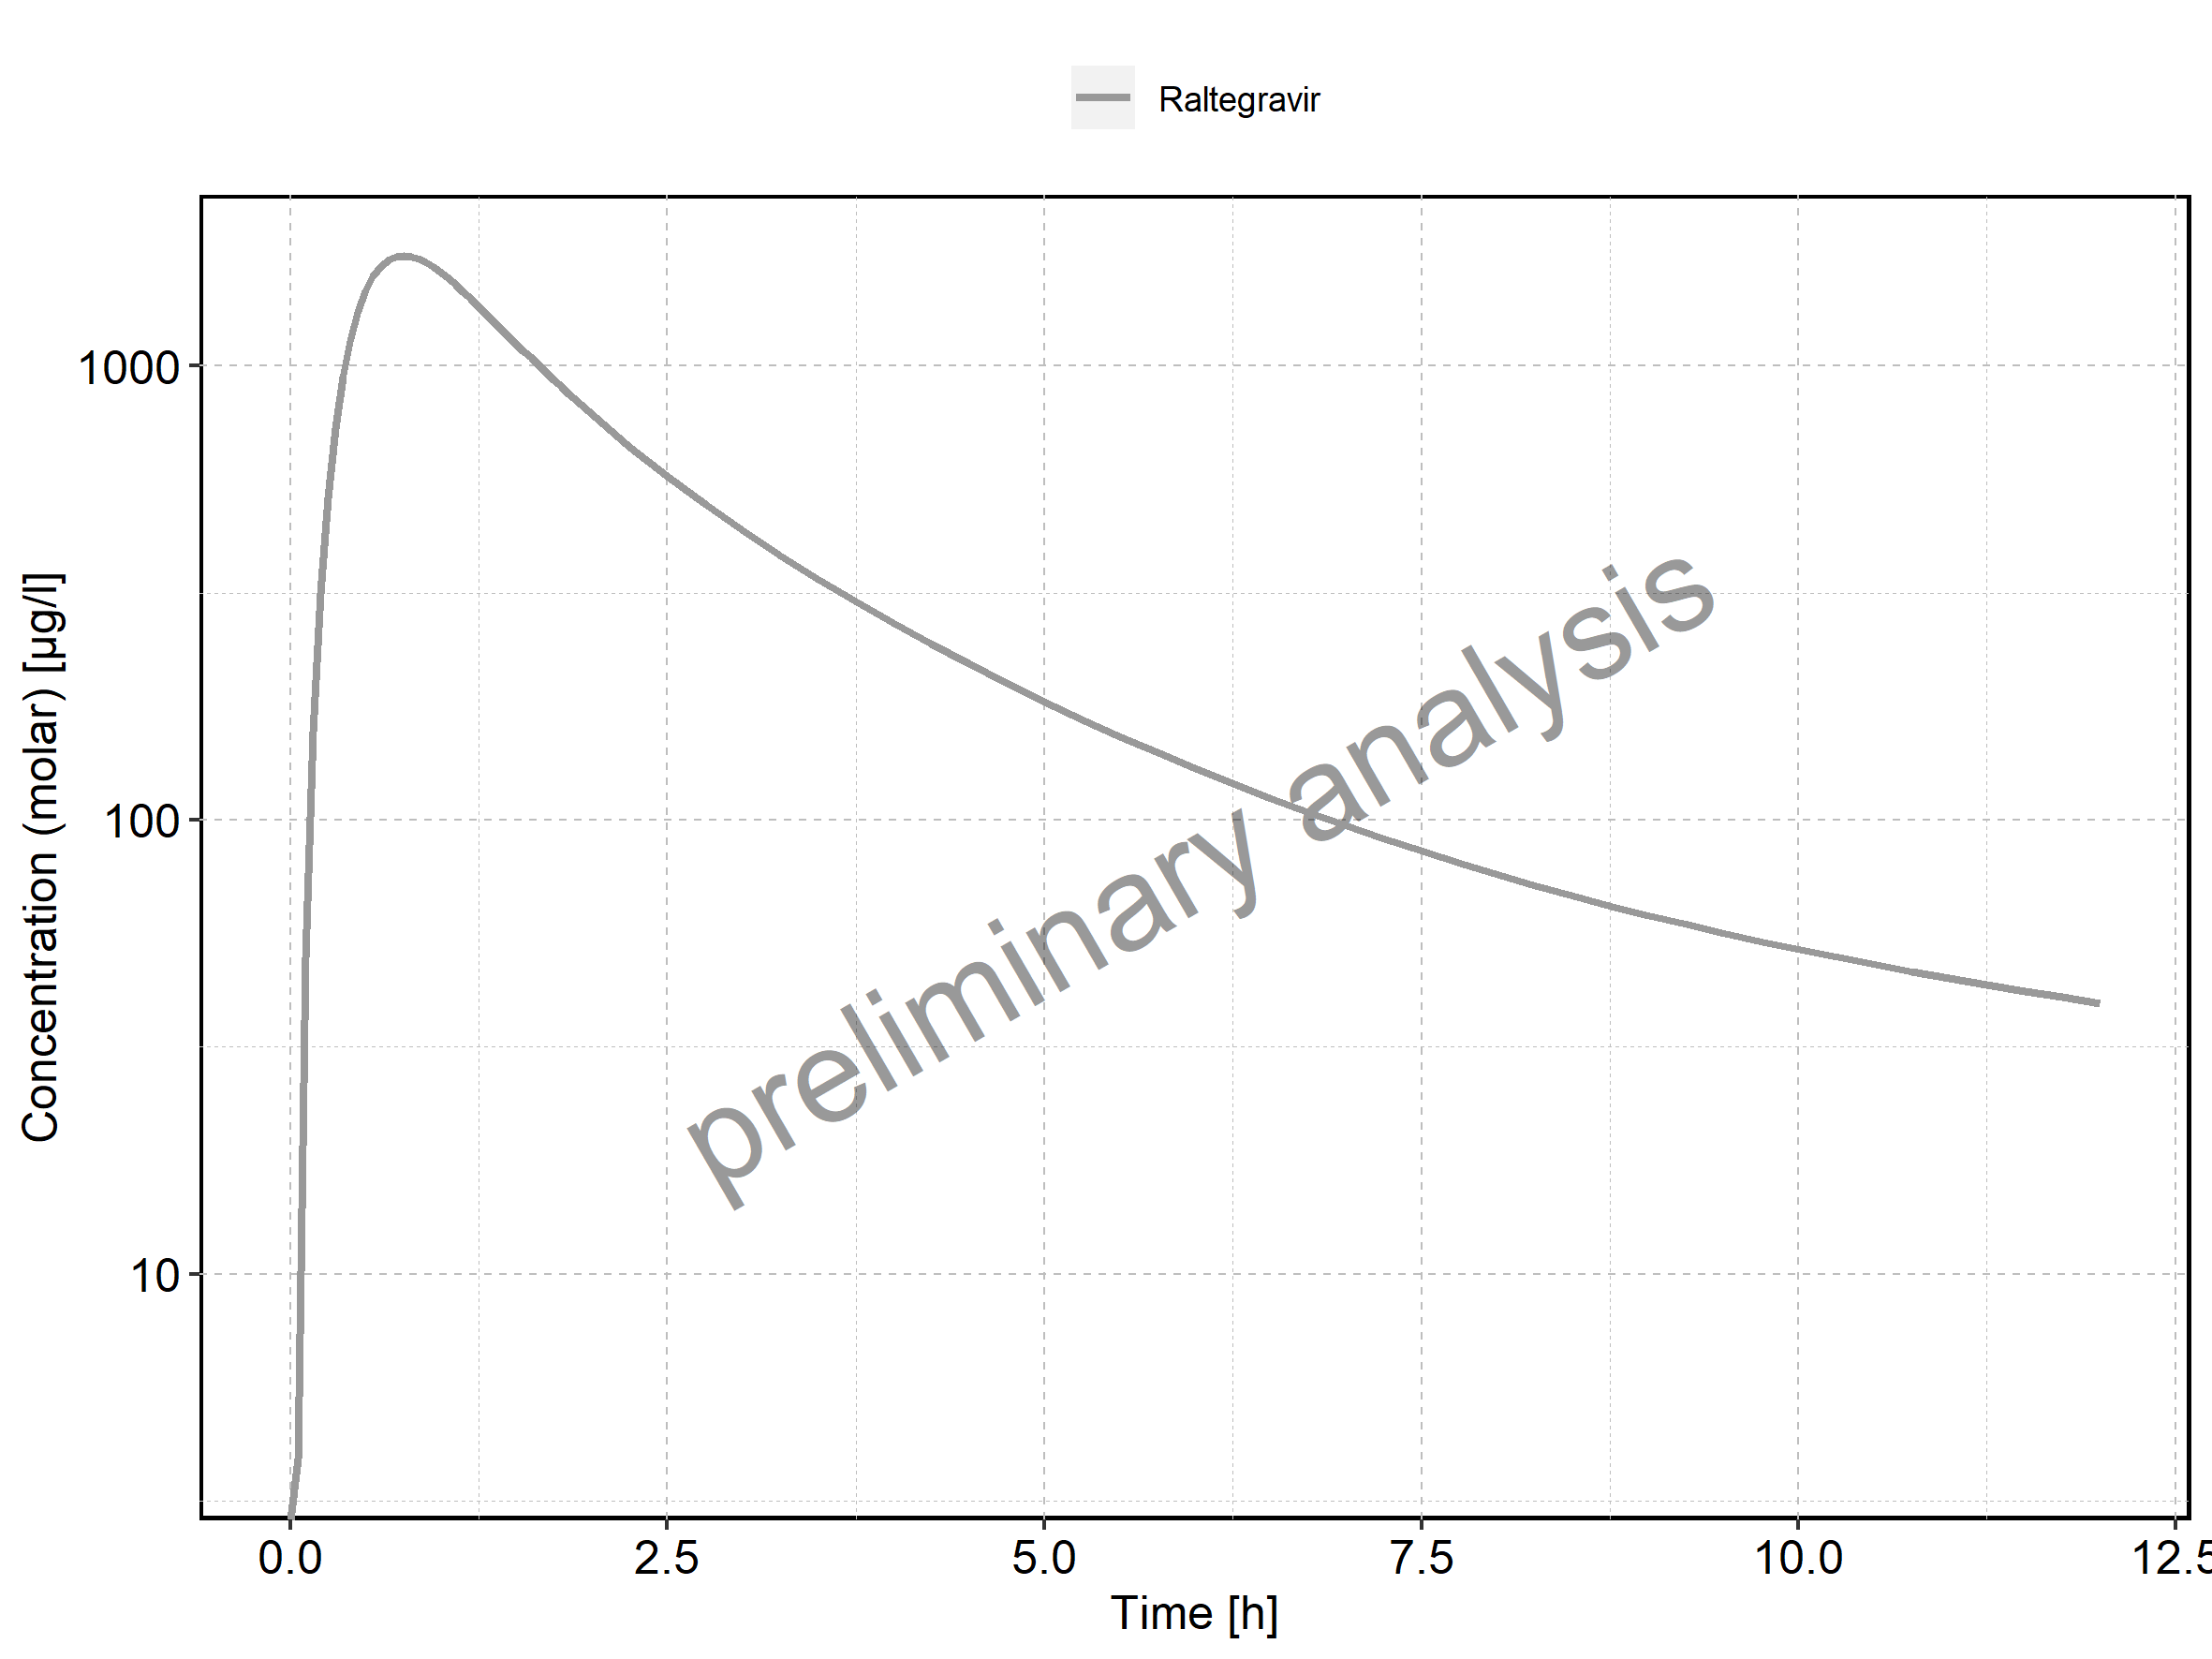 Raltegravir
Concentration (molar) [µg/l]
1000
100
10
preliminary analysis
0.0
2.5
5.0
7.5
10.0
12.5
Time [h]